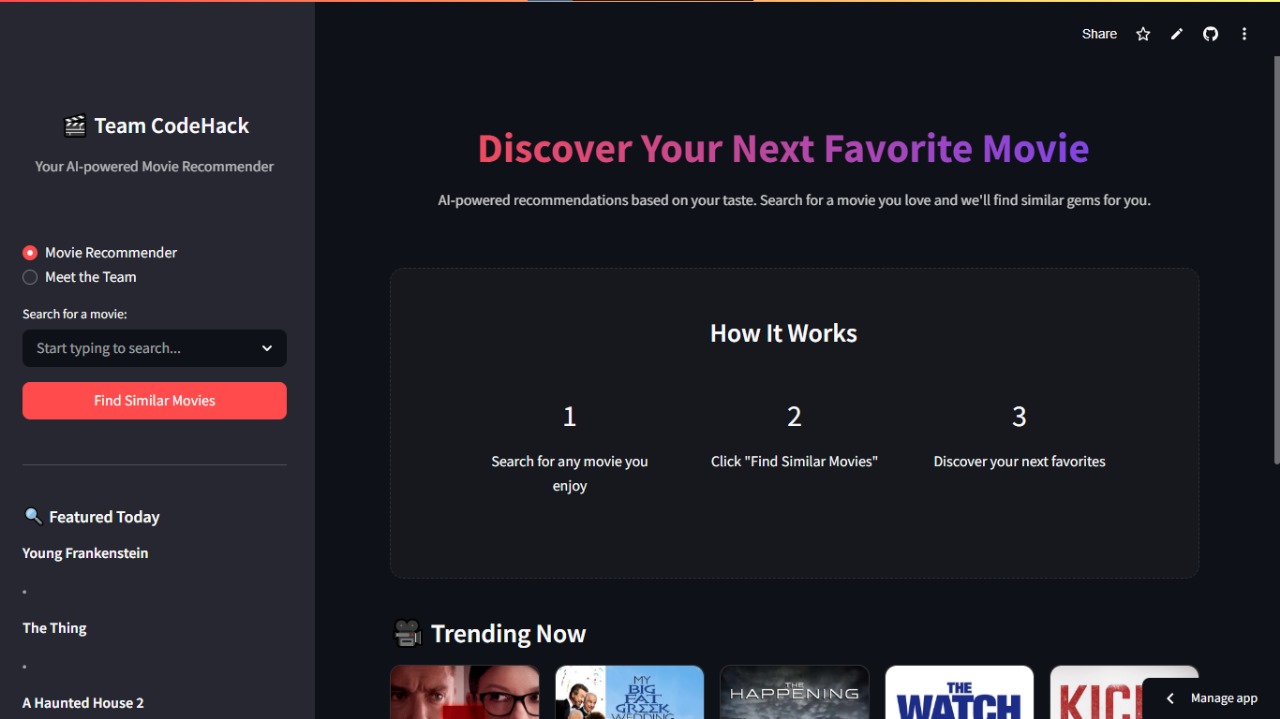 Share
🎬 Team CodeHack
Your AI-powered Movie Recommender
Movie Recommender
Meet the Team
Search for a movie:
Start typing to search...
Find Similar Movies
🔍 Featured Today
Young Frankenstein
•
The Thing
•
A Haunted House 2
Discover Your Next Favorite Movie
AI-powered recommendations based on your taste. Search for a movie you love and we'll find similar gems for you.
How It Works
1
Search for any movie you
enjoy
2
Click "Find Similar Movies"
3
Discover your next favorites
🎥 Trending Now
MY
BIG
FAT
GREEK
WEDDING
THE
HAPPENING
THE
WATCH
Manage app